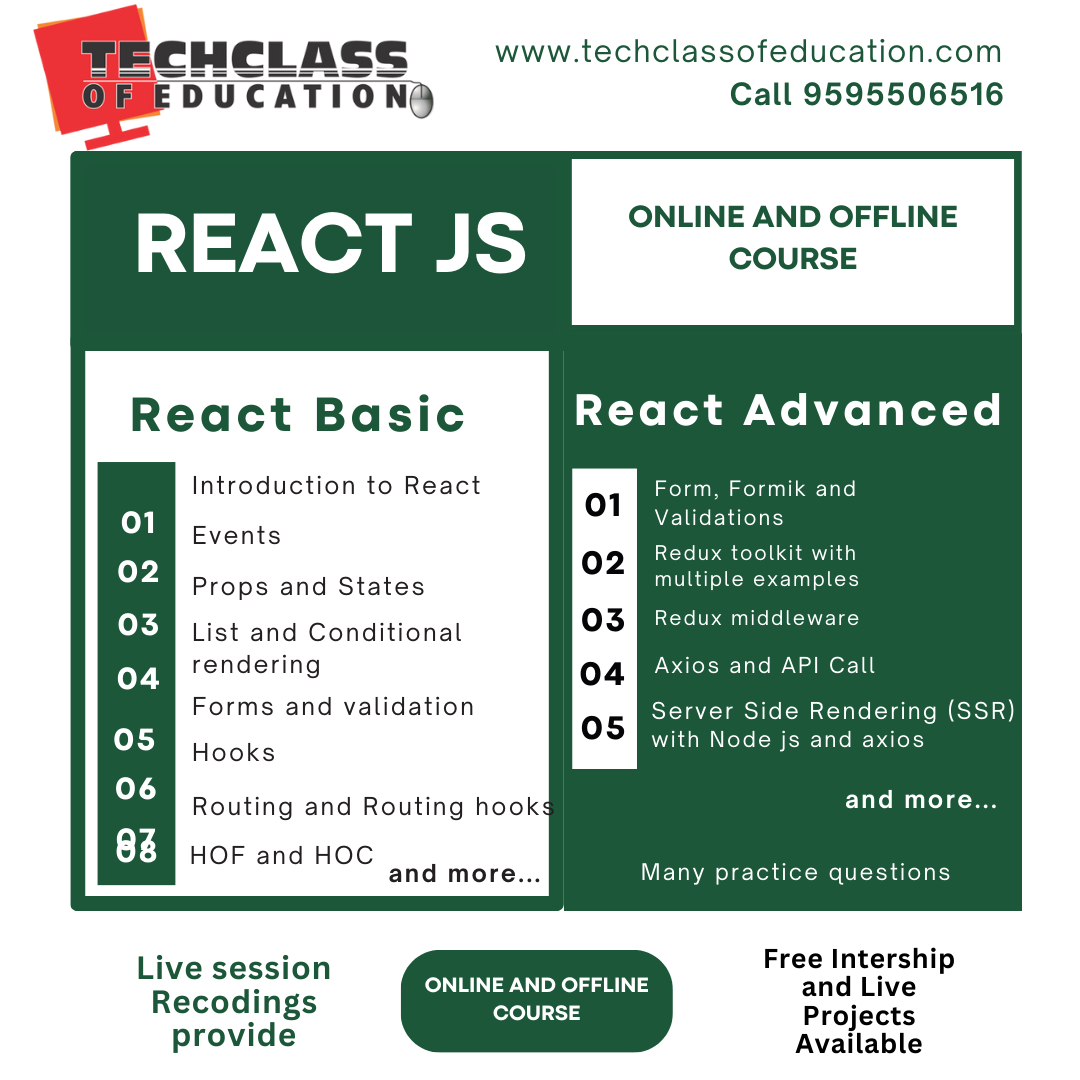 TECHCLASS
OF EDUCATION
www.techclassofeducation.com
Call 9595506516
REACT JS
ONLINE AND OFFLINE
COURSE
React Basic
01
02
03
04
05
06
07
08
Introduction to React
Events
Props and States
List and Conditional
rendering
Forms and validation
Hooks
Routing and Routing hooks
HOF and HOC
and more...
React Advanced
01 Form, Formik and
Validations
02 Redux toolkit with
multiple examples
03 Redux middleware
04 Axios and API Call
05 Server Side Rendering (SSR)
with Node js and axios
and more...
Many practice questions
Live session
Recodings
provide
ONLINE AND OFFLINE
COURSE
Free Intership
and Live
Projects
Available